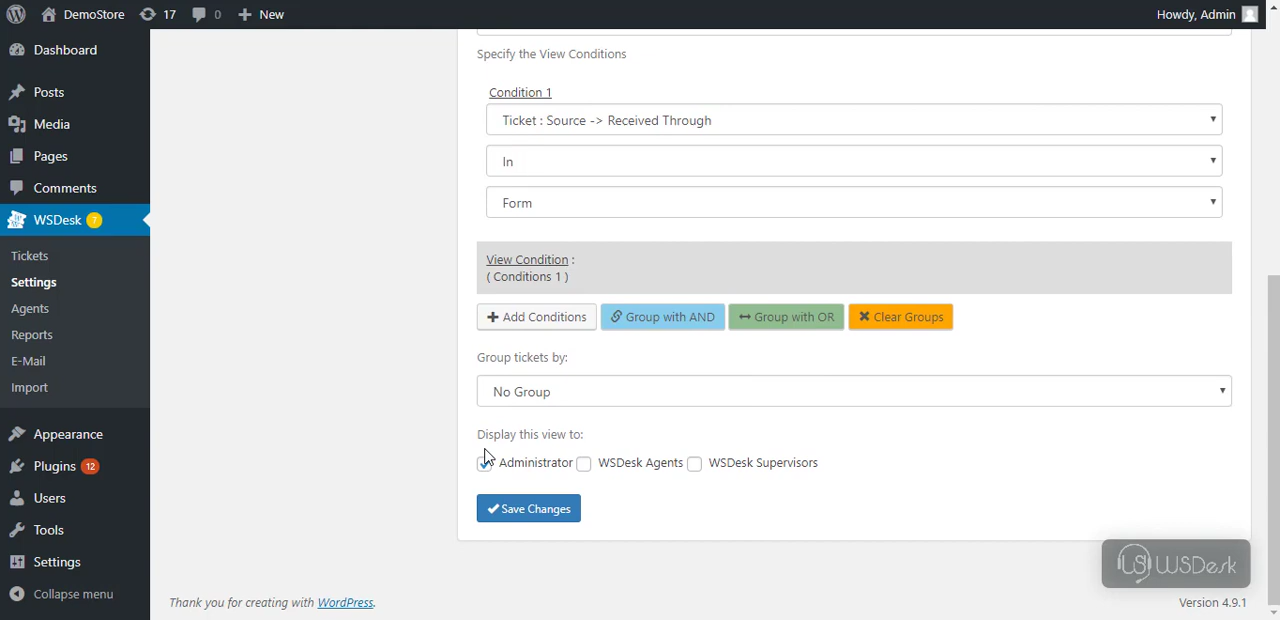 DemoStore 17 0 New
Howdy, Admin
Dashboard
Posts
Media
Pages
Comments
WSDesk 7
Tickets
Settings
Agents
Reports
E-Mail
Import
Appearance
Plugins 12
Users
Tools
Settings
Collapse menu
Specify the View Conditions
Condition 1
Ticket : Source -> Received Through
In
Form
View Condition :
( Conditions 1 )
Add Conditions Group with AND Group with OR Clear Groups
Group tickets by:
No Group
Display this view to:
Administrator WSDesk Agents WSDesk Supervisors
Save Changes
WSDesk
Thank you for creating with WordPress.
Version 4.9.1